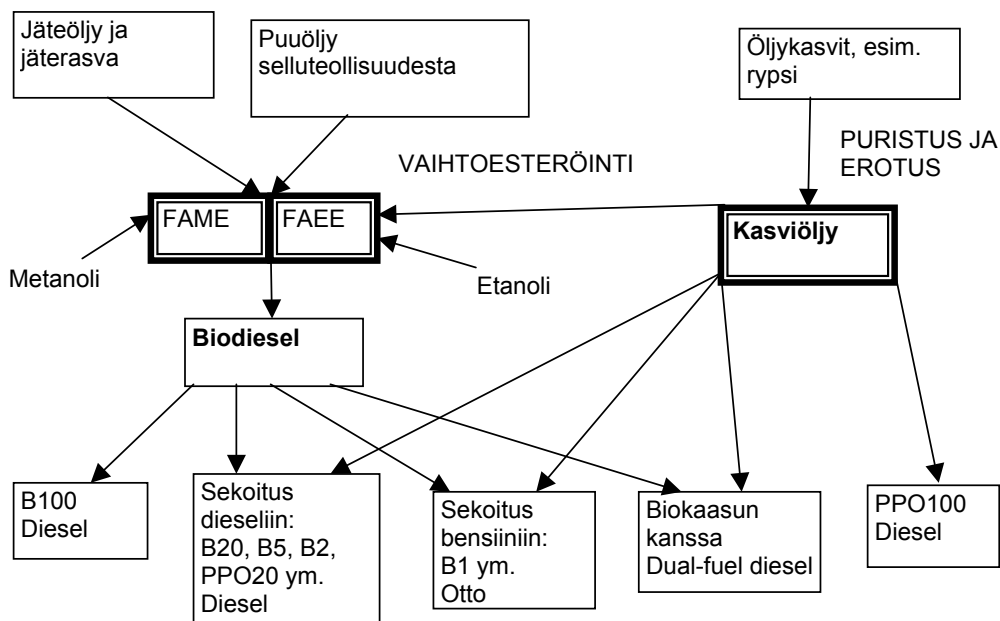 Jäteöljy ja
jäterasva
Puuöljy
selluteollisuudesta
Öljykasvit, esim.
rypsi
VAIHTOESTERÖINTI
PURISTUS JA
EROTUS
FAME
FAEE
Kasviöljy
Metanoli
Etanoli
Biodiesel
B100
Diesel
Sekoitus
dieseliin:
B20, B5, B2,
PPO20 ym.
Diesel
Sekoitus
bensiiniin:
B1 ym.
Otto
Biokaasun
kanssa
Dual-fuel diesel
PPO100
Diesel